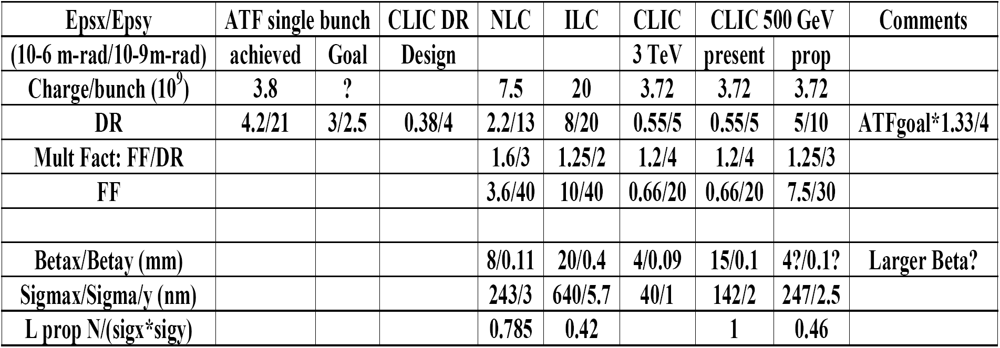 Epsx/Epsy ATF single bunch CLIC DR NLC ILC CLIC CLIC 500 GeV Comments
(10-6 m-rad/10-9m-rad) achieved Goal Design 3 TeV present prop
Charge/bunch (10⁹) 3.8 ? 7.5 20 3.72 3.72 3.72
DR 4.2/21 3/2.5 0.38/4 2.2/13 8/20 0.55/5 0.55/5 5/10 ATFgoal*1.33/4
Mult Fact: FF/DR 1.6/3 1.25/2 1.2/4 1.2/4 1.25/3
FF 3.6/40 10/40 0.66/20 0.66/20 7.5/30
Betax/Betay (mm) 8/0.11 20/0.4 4/0.09 15/0.1 4?/0.1? Larger Beta?
Sigmax/Sigma/y (nm) 243/3 640/5.7 40/1 142/2 247/2.5
L prop N/(sigx*sigy) 0.785 0.42 1 0.46